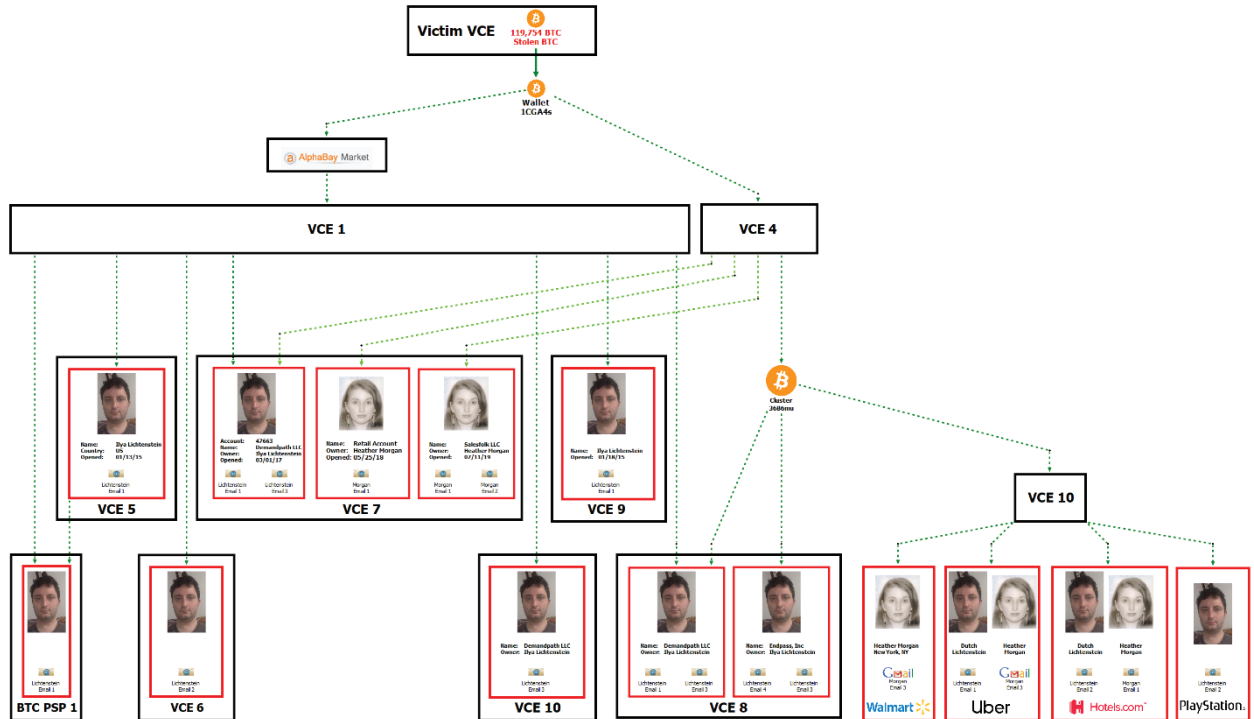 Victim VCE
119,754 BTC
Stolen BTC
Wallet
1CGA4s
AlphaBay Market
VCE 1
VCE 4
Cluster
36B6mu
Name: Ilya Lichtenstein
Country: US
Opened: 01/13/15
Lichtenstein
Email 1
VCE 5
Account: 47663
Name: Demandpath LLC
Owner: Ilya Lichtenstein
Opened: 03/01/17
Lichtenstein
Email 1
Lichtenstein
Email 3
Name: Retail Account
Owner: Heather Morgan
Opened: 05/25/18
Morgan
Email 1
Name: Salesfolk LLC
Owner: Heather Morgan
Opened: 07/11/19
Morgan
Email 1
Morgan
Email 2
VCE 7
Name: Ilya Lichtenstein
Opened: 01/18/15
Lichtenstein
Email 1
VCE 9
VCE 10
Lichtenstein
Email 1
BTC PSP 1
Lichtenstein
Email 2
VCE 6
Name: Demandpath LLC
Owner: Ilya Lichtenstein
Lichtenstein
Email 3
VCE 10
Name: Demandpath LLC
Owner: Ilya Lichtenstein
Lichtenstein
Email 1
Lichtenstein
Email 3
Name: Endpass, Inc
Owner: Ilya Lichtenstein
Lichtenstein
Email 4
Lichtenstein
Email 3
VCE 8
Heather Morgan
New York, NY
Gmail
Morgan
Email 3
Walmart
Dutch
Lichtenstein
Heather
Morgan
Lichtenstein
Email 1
Gmail
Morgan
Email 3
Uber
Dutch
Lichtenstein
Heather
Morgan
Lichtenstein
Email 2
Morgan
Email 1
Hotels.com
Lichtenstein
Email 2
PlayStation